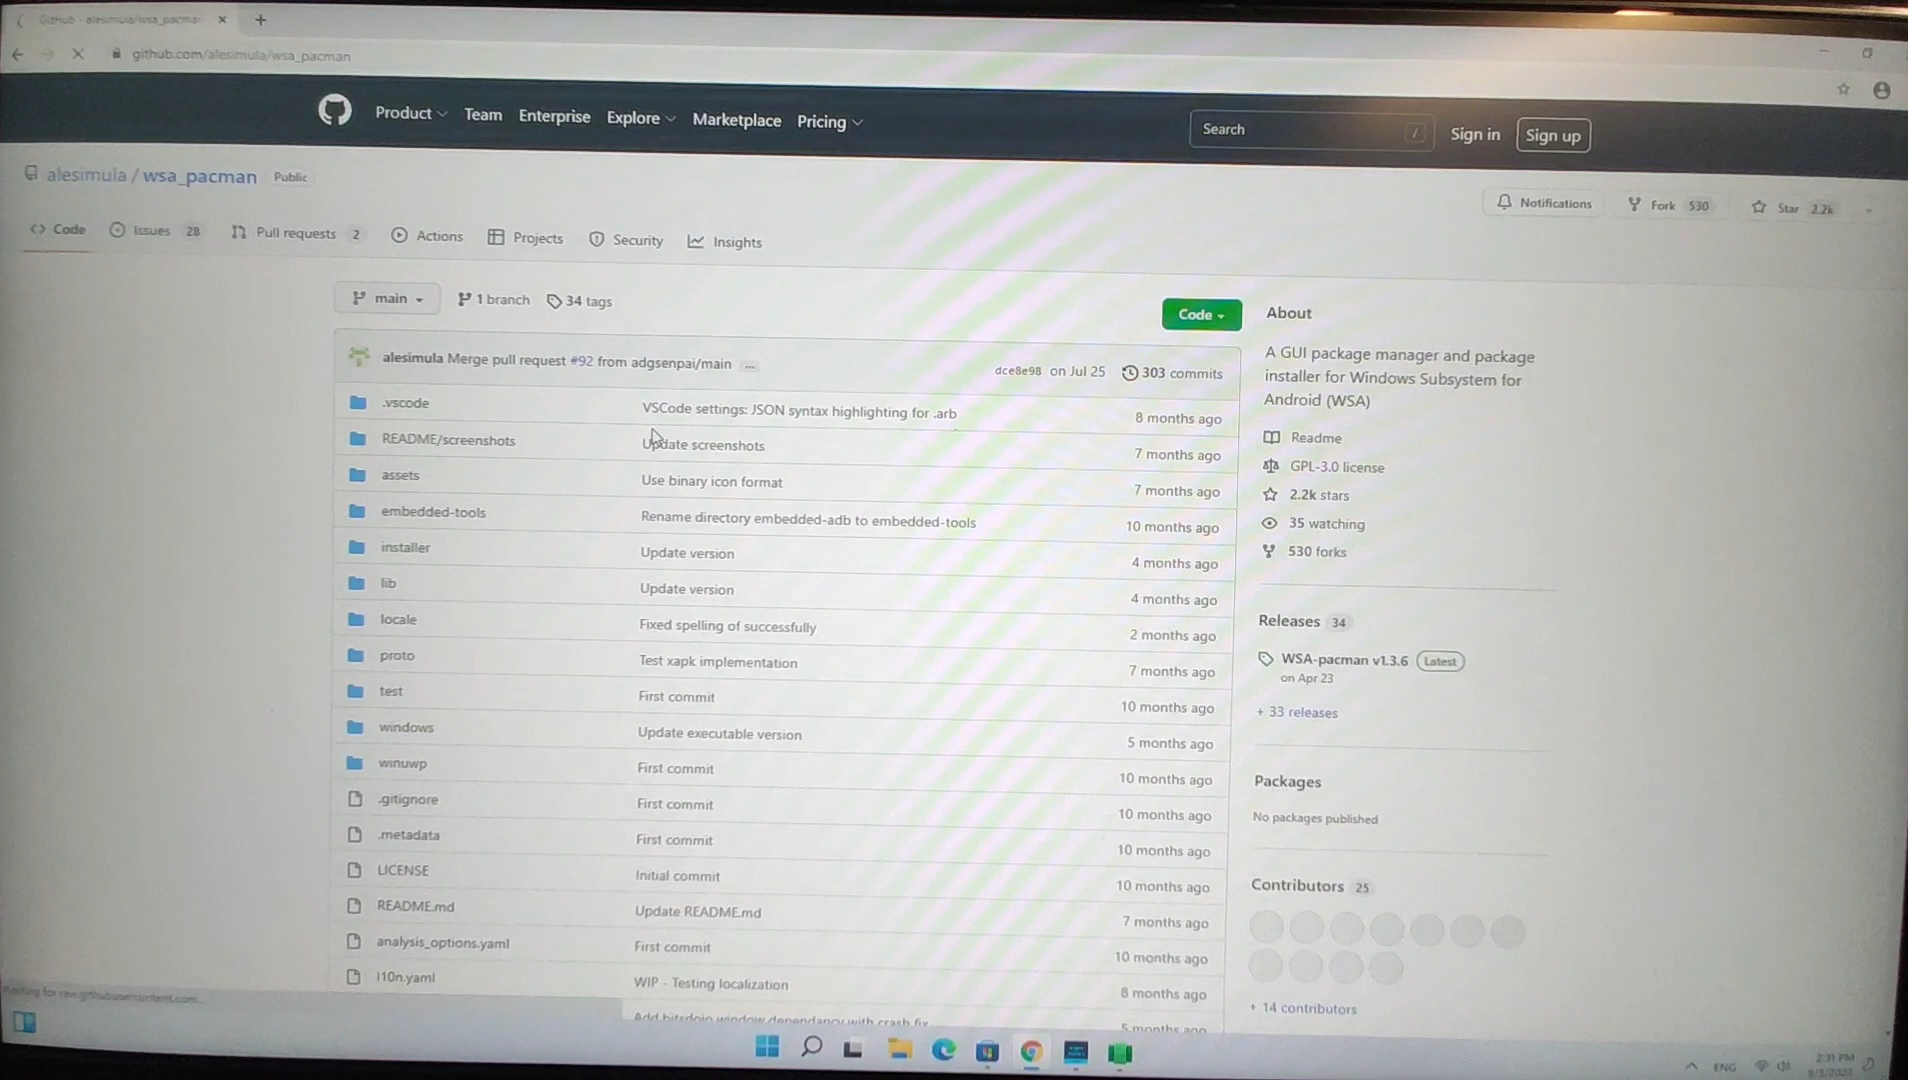 GitHub - alesimula/wsa_pacman
github.com/alesimula/wsa_pacman
Product Team Enterprise Explore Marketplace Pricing
Search /
Sign in Sign up
alesimula / wsa_pacman Public
Notifications Fork 530 Star 2.2k
Code Issues 28 Pull requests 2 Actions Projects Security Insights
main 1 branch 34 tags
Code
alesimula Merge pull request #92 from adgsenpai/main ... dce8e98 on Jul 25 303 commits
.vscode VSCode settings: JSON syntax highlighting for .arb 8 months ago
README/screenshots Update screenshots 7 months ago
assets Use binary icon format 7 months ago
embedded-tools Rename directory embedded-adb to embedded-tools 10 months ago
installer Update version 4 months ago
lib Update version 4 months ago
locale Fixed spelling of successfully 2 months ago
proto Test xapk implementation 7 months ago
test First commit 10 months ago
windows Update executable version 5 months ago
winuwp First commit 10 months ago
.gitignore First commit 10 months ago
.metadata First commit 10 months ago
LICENSE Initial commit 10 months ago
README.md Update README.md 7 months ago
analysis_options.yaml First commit 10 months ago
l10n.yaml WIP - Testing localization 8 months ago
Add bitsdojo window dependancy with crash fix 5 months ago
About
A GUI package manager and package
installer for Windows Subsystem for
Android (WSA)
Readme
GPL-3.0 license
2.2k stars
35 watching
530 forks
Releases 34
WSA-pacman v1.3.6 Latest
on Apr 23
+ 33 releases
Packages
No packages published
Contributors 25
+ 14 contributors
Waiting for raw.githubusercontent.com...
ENG
2:31 PM